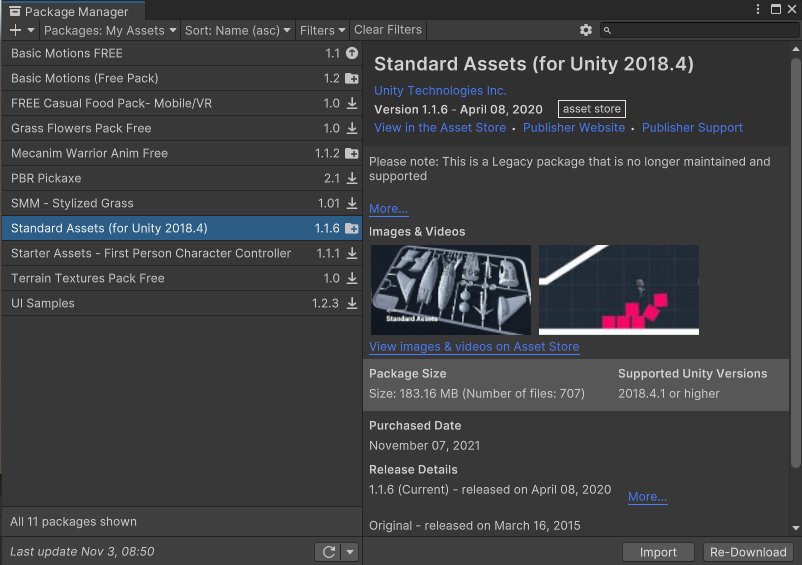 Package Manager
Packages: My Assets Sort: Name (asc) Filters Clear Filters
Basic Motions FREE 1.1
Basic Motions (Free Pack) 1.2
FREE Casual Food Pack- Mobile/VR 1.0
Grass Flowers Pack Free 1.0
Mecanim Warrior Anim Free 1.1.2
PBR Pickaxe 2.1
SMM - Stylized Grass 1.01
Standard Assets (for Unity 2018.4) 1.1.6
Starter Assets - First Person Character Controller 1.1.1
Terrain Textures Pack Free 1.0
UI Samples 1.2.3
All 11 packages shown
Last update Nov 3, 08:50
Standard Assets (for Unity 2018.4)
Unity Technologies Inc.
Version 1.1.6 - April 08, 2020 asset store
View in the Asset Store • Publisher Website • Publisher Support
Please note: This is a Legacy package that is no longer maintained and
supported
More...
Images & Videos
Standard Assets
View images & videos on Asset Store
Package Size Supported Unity Versions
Size: 183.16 MB (Number of files: 707) 2018.4.1 or higher
Purchased Date
November 07, 2021
Release Details
1.1.6 (Current) - released on April 08, 2020 More...
Original - released on March 16, 2015
Import Re-Download